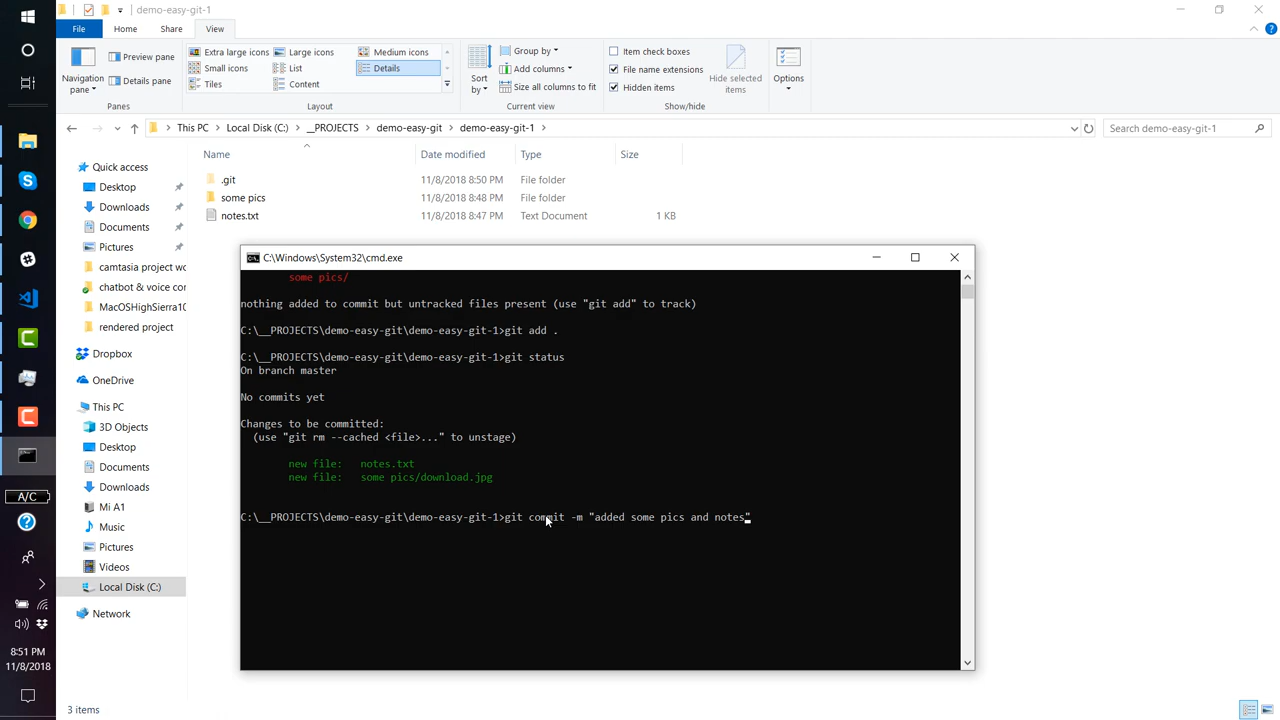 demo-easy-git-1
File Home Share View
Navigation pane
Preview pane
Details pane
Panes
Extra large icons
Large icons
Medium icons
Small icons
List
Details
Tiles
Content
Layout
Sort by
Group by
Add columns
Size all columns to fit
Current view
Item check boxes
File name extensions
Hidden items
Hide selected items
Show/hide
Options
This PC Local Disk (C:) __PROJECTS demo-easy-git demo-easy-git-1
Search demo-easy-git-1
Name Date modified Type Size
.git 11/8/2018 8:50 PM File folder
some pics 11/8/2018 8:48 PM File folder
notes.txt 11/8/2018 8:47 PM Text Document 1 KB
Quick access
Desktop
Downloads
Documents
Pictures
camtasia project wo
chatbot & voice cor
MacOSHighSierra10
rendered project
Dropbox
OneDrive
This PC
3D Objects
Desktop
Documents
Downloads
Mi A1
Music
Pictures
Videos
Local Disk (C:)
Network
3 items
C:\Windows\System32\cmd.exe
some pics/
nothing added to commit but untracked files present (use "git add" to track)
C:\__PROJECTS\demo-easy-git\demo-easy-git-1>git add .
C:\__PROJECTS\demo-easy-git\demo-easy-git-1>git status
On branch master
No commits yet
Changes to be committed:
(use "git rm --cached <file>..." to unstage)
new file: notes.txt
new file: some pics/download.jpg
C:\__PROJECTS\demo-easy-git\demo-easy-git-1>git commit -m "added some pics and notes"
A/C
8:51 PM
11/8/2018